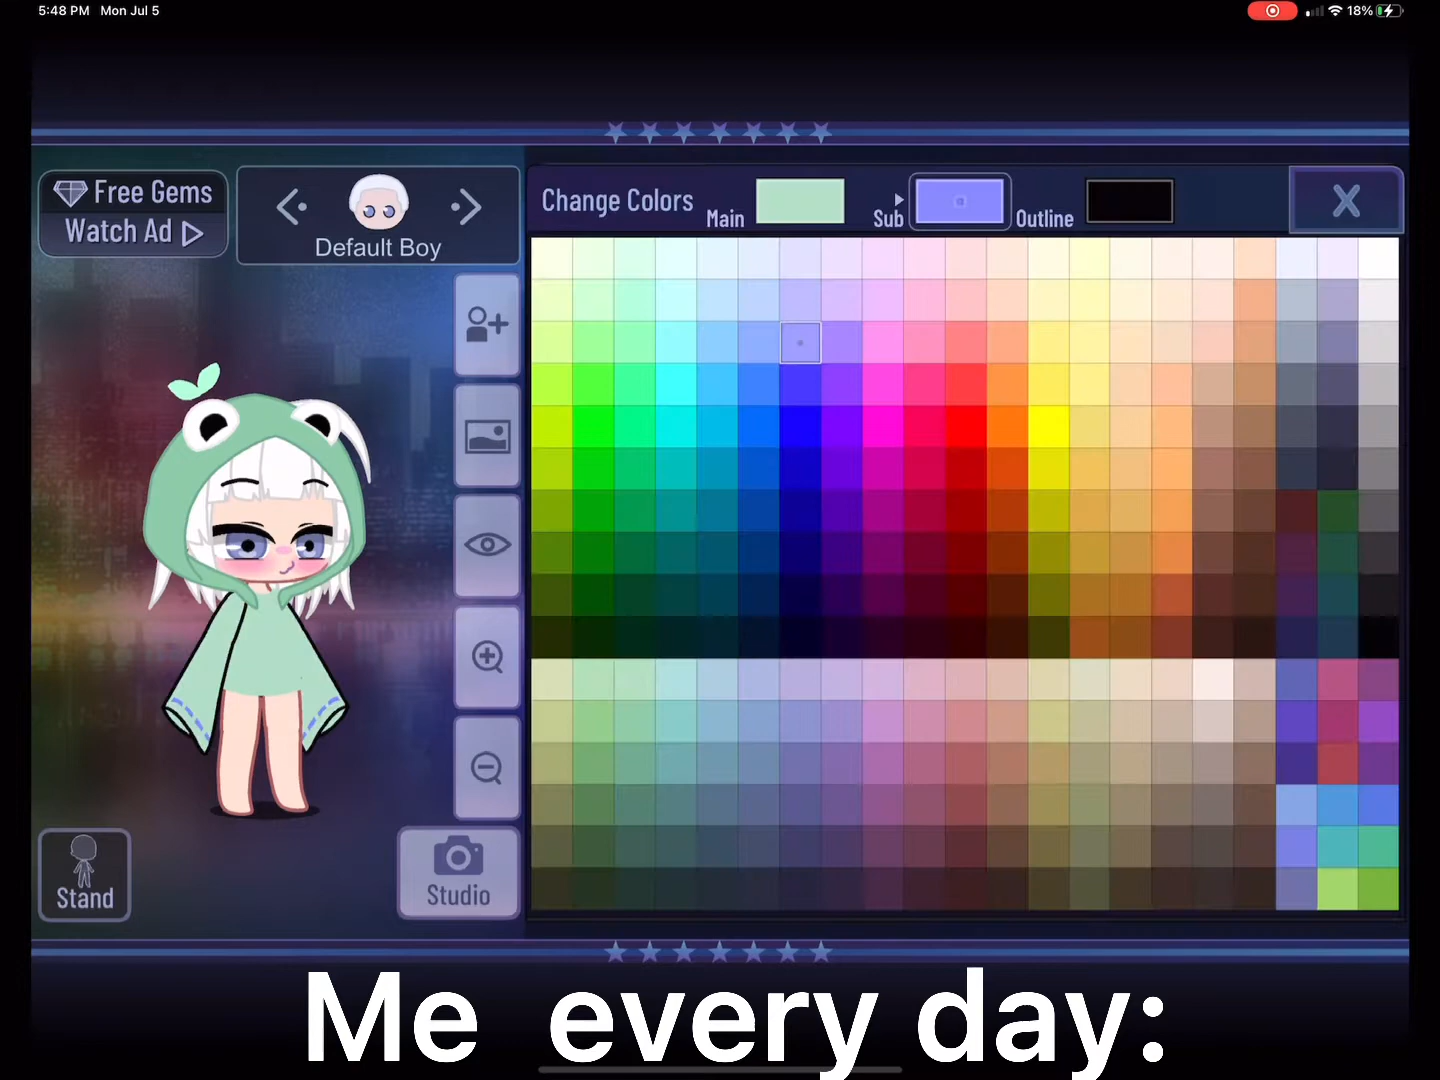 5:48 PM Mon Jul 5
18%
Free Gems
Watch Ad
Default Boy
Change Colors Main Sub Outline X
Stand
Studio
Me every day: